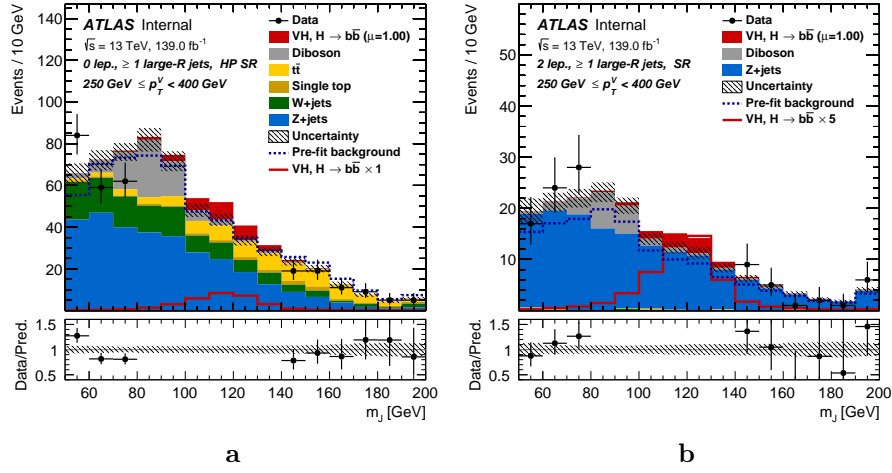 ATLAS Internal
√s = 13 TeV, 139.0 fb⁻¹
0 lep., ≥ 1 large-R jets, HP SR
250 GeV ≤ p_T^V < 400 GeV
Data
VH, H → bb̅ (μ=1.00)
Diboson
tt̅
Single top
W+jets
Z+jets
Uncertainty
Pre-fit background
VH, H → bb̅ × 1
Events / 10 GeV
140
120
100
80
60
40
20
Data/Pred.
1.5
1
0.5
60 80 100 120 140 160 180 200
m_J [GeV]
a
ATLAS Internal
√s = 13 TeV, 139.0 fb⁻¹
2 lep., ≥ 1 large-R jets, SR
250 GeV ≤ p_T^V < 400 GeV
Data
VH, H → bb̅ (μ=1.00)
Diboson
Z+jets
Uncertainty
Pre-fit background
VH, H → bb̅ × 5
Events / 10 GeV
60
50
40
30
20
10
0
Data/Pred.
1.5
1
0.5
60 80 100 120 140 160 180 200
m_J [GeV]
b